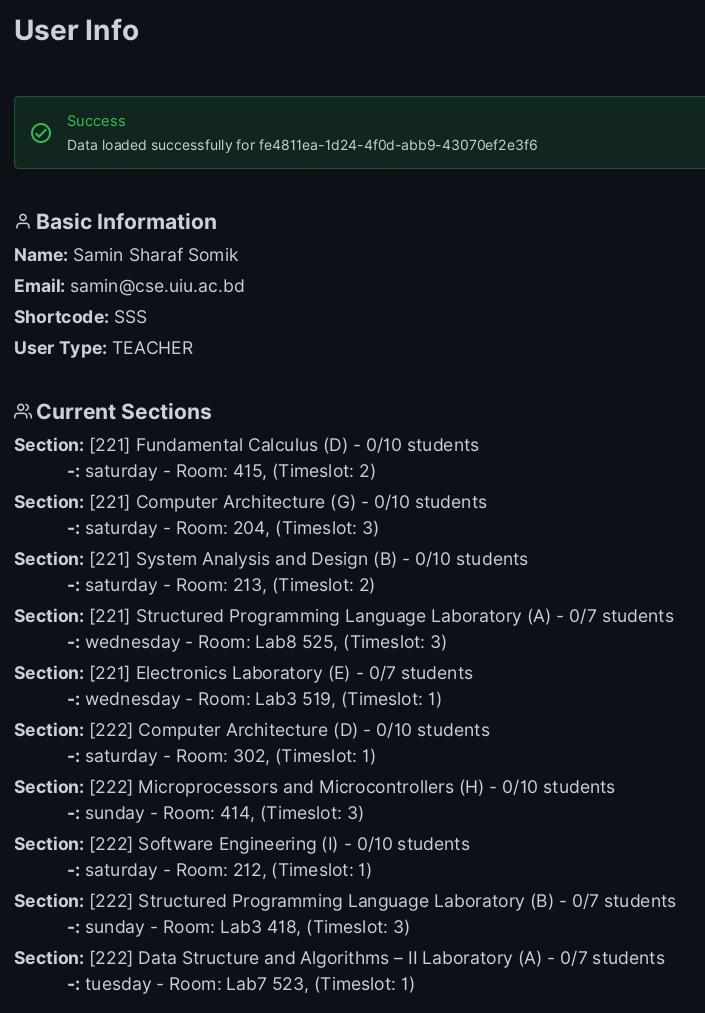 User Info
Success
Data loaded successfully for fe4811ea-1d24-4f0d-abb9-43070ef2e3f6
Basic Information
Name: Samin Sharaf Somik
Email: samin@cse.uiu.ac.bd
Shortcode: SSS
User Type: TEACHER
Current Sections
Section: [221] Fundamental Calculus (D) - 0/10 students
-: saturday - Room: 415, (Timeslot: 2)
Section: [221] Computer Architecture (G) - 0/10 students
-: saturday - Room: 204, (Timeslot: 3)
Section: [221] System Analysis and Design (B) - 0/10 students
-: saturday - Room: 213, (Timeslot: 2)
Section: [221] Structured Programming Language Laboratory (A) - 0/7 students
-: wednesday - Room: Lab8 525, (Timeslot: 3)
Section: [221] Electronics Laboratory (E) - 0/7 students
-: wednesday - Room: Lab3 519, (Timeslot: 1)
Section: [222] Computer Architecture (D) - 0/10 students
-: saturday - Room: 302, (Timeslot: 1)
Section: [222] Microprocessors and Microcontrollers (H) - 0/10 students
-: sunday - Room: 414, (Timeslot: 3)
Section: [222] Software Engineering (I) - 0/10 students
-: saturday - Room: 212, (Timeslot: 1)
Section: [222] Structured Programming Language Laboratory (B) - 0/7 students
-: sunday - Room: Lab3 418, (Timeslot: 3)
Section: [222] Data Structure and Algorithms – II Laboratory (A) - 0/7 students
-: tuesday - Room: Lab7 523, (Timeslot: 1)